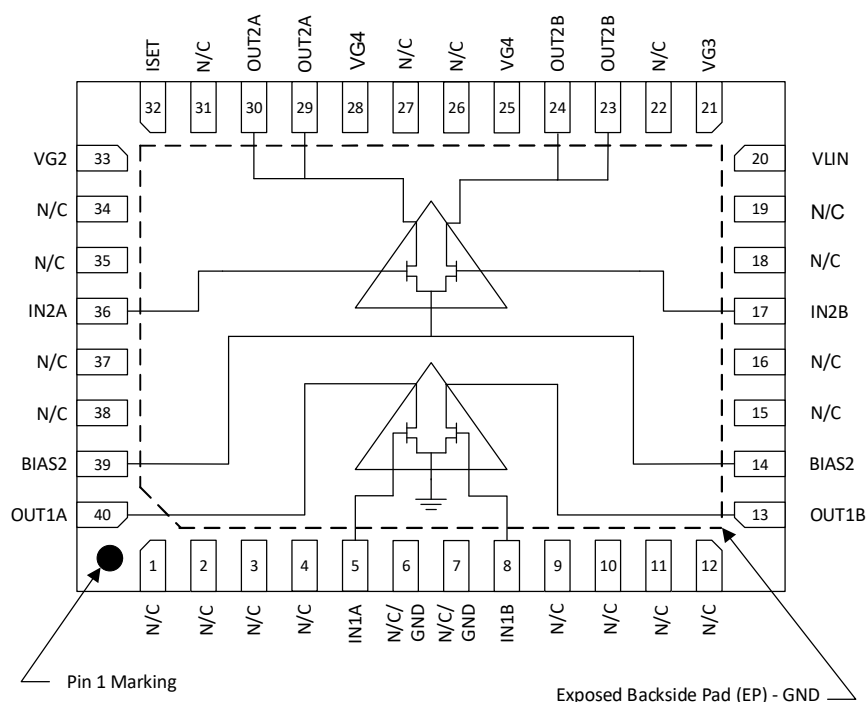 ISET
N/C
OUT2A
OUT2A
VG4
N/C
N/C
VG4
OUT2B
OUT2B
N/C
VG3
32
31
30
29
28
27
26
25
24
23
22
21
VG2
33
20
VLIN
N/C
34
19
N/C
N/C
35
18
N/C
IN2A
36
17
IN2B
N/C
37
16
N/C
N/C
38
15
N/C
BIAS2
39
14
BIAS2
OUT1A
40
13
OUT1B
1
2
3
4
5
6
7
8
9
10
11
12
N/C
N/C
N/C
N/C
IN1A
N/C/
GND
N/C/
GND
IN1B
N/C
N/C
N/C
N/C
Pin 1 Marking
Exposed Backside Pad (EP) - GND